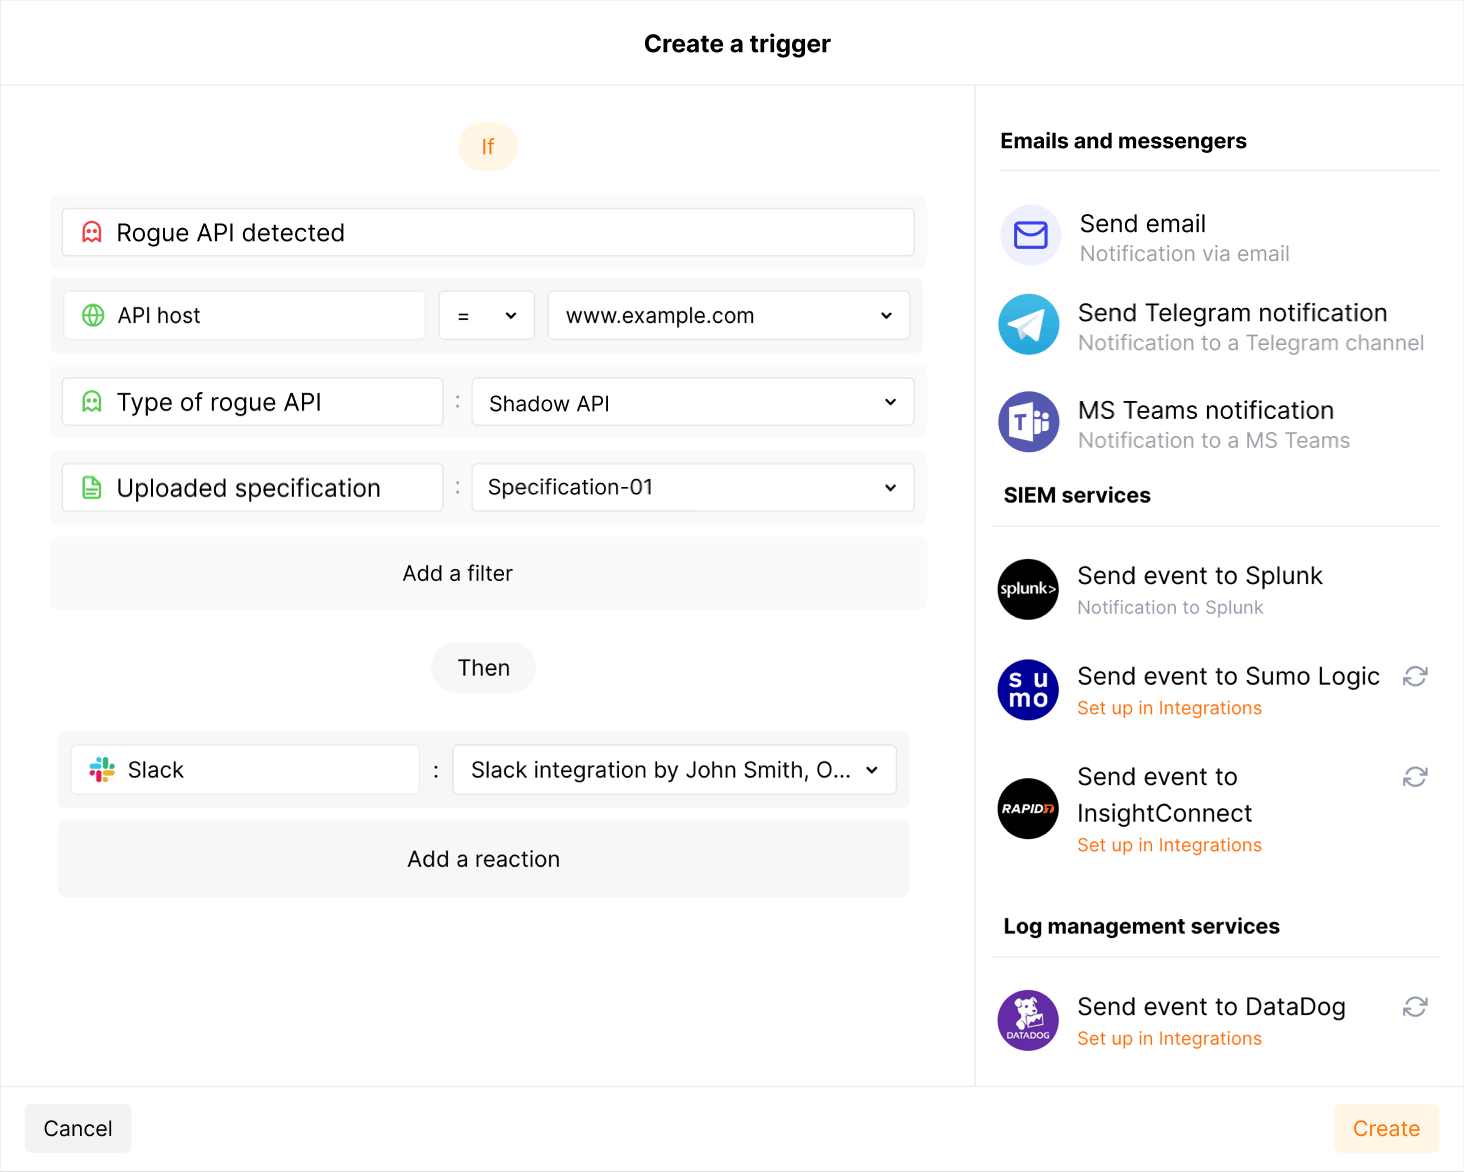 Create a trigger
If
Rogue API detected
API host
=
www.example.com
Type of rogue API
:
Shadow API
Uploaded specification
:
Specification-01
Add a filter
Then
Slack
:
Slack integration by John Smith, O...
Add a reaction
Emails and messengers
Send email
Notification via email
Send Telegram notification
Notification to a Telegram channel
T
MS Teams notification
Notification to a MS Teams
SIEM services
splunk>
Send event to Splunk
Notification to Splunk
su
mo
Send event to Sumo Logic
Set up in Integrations
RAPID7
Send event to
InsightConnect
Set up in Integrations
Log management services
DATADOG
Send event to DataDog
Set up in Integrations
Cancel
Create